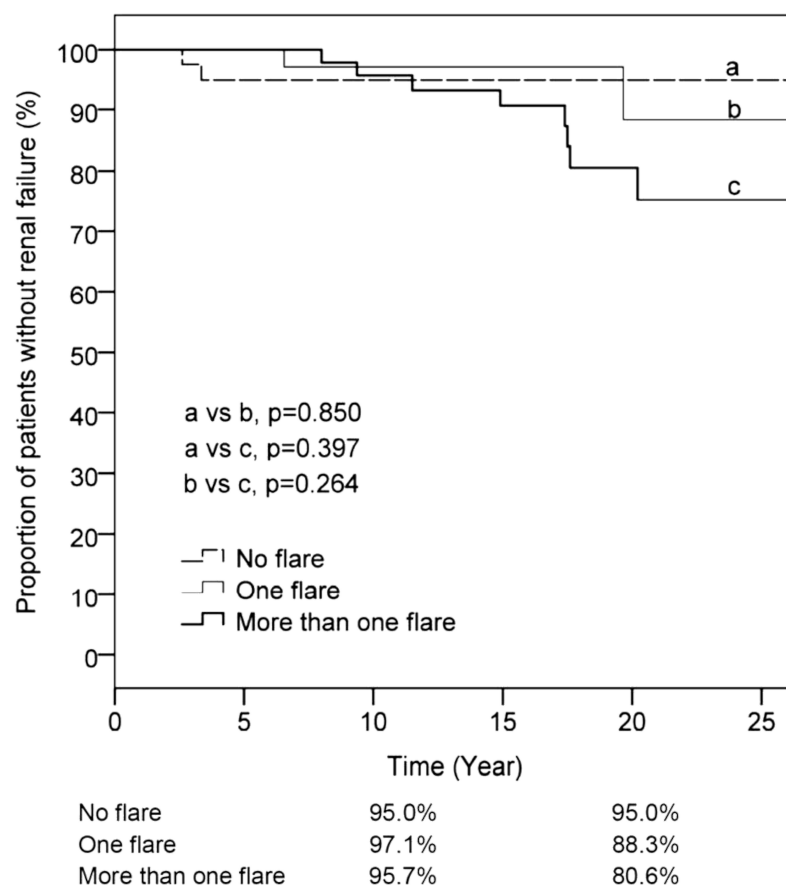 Proportion of patients without renal failure (%)
100
90
80
70
60
50
40
30
20
10
0
a
b
c
a vs b, p=0.850
a vs c, p=0.397
b vs c, p=0.264
No flare
One flare
More than one flare
0 5 10 15 20 25
Time (Year)
No flare 95.0% 95.0%
One flare 97.1% 88.3%
More than one flare 95.7% 80.6%